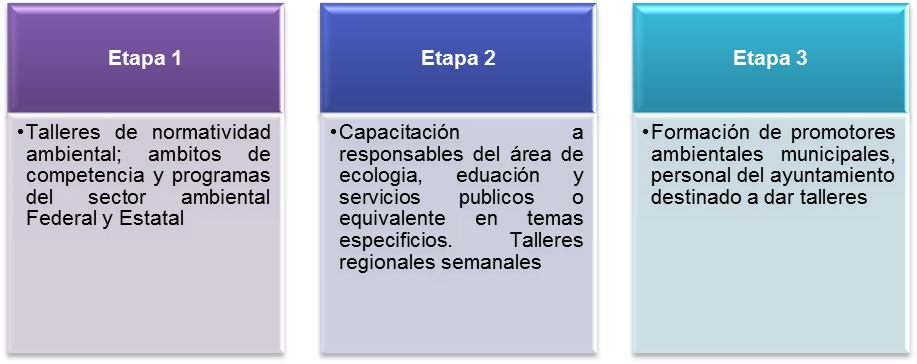 Etapa 1
•Talleres de normatividad
ambiental; ambitos de
competencia y programas
del sector ambiental
Federal y Estatal
Etapa 2
•Capacitación a
responsables del área de
ecologia, eduación y
servicios publicos o
equivalente en temas
especificios. Talleres
regionales semanales
Etapa 3
•Formación de promotores
ambientales municipales,
personal del ayuntamiento
destinado a dar talleres